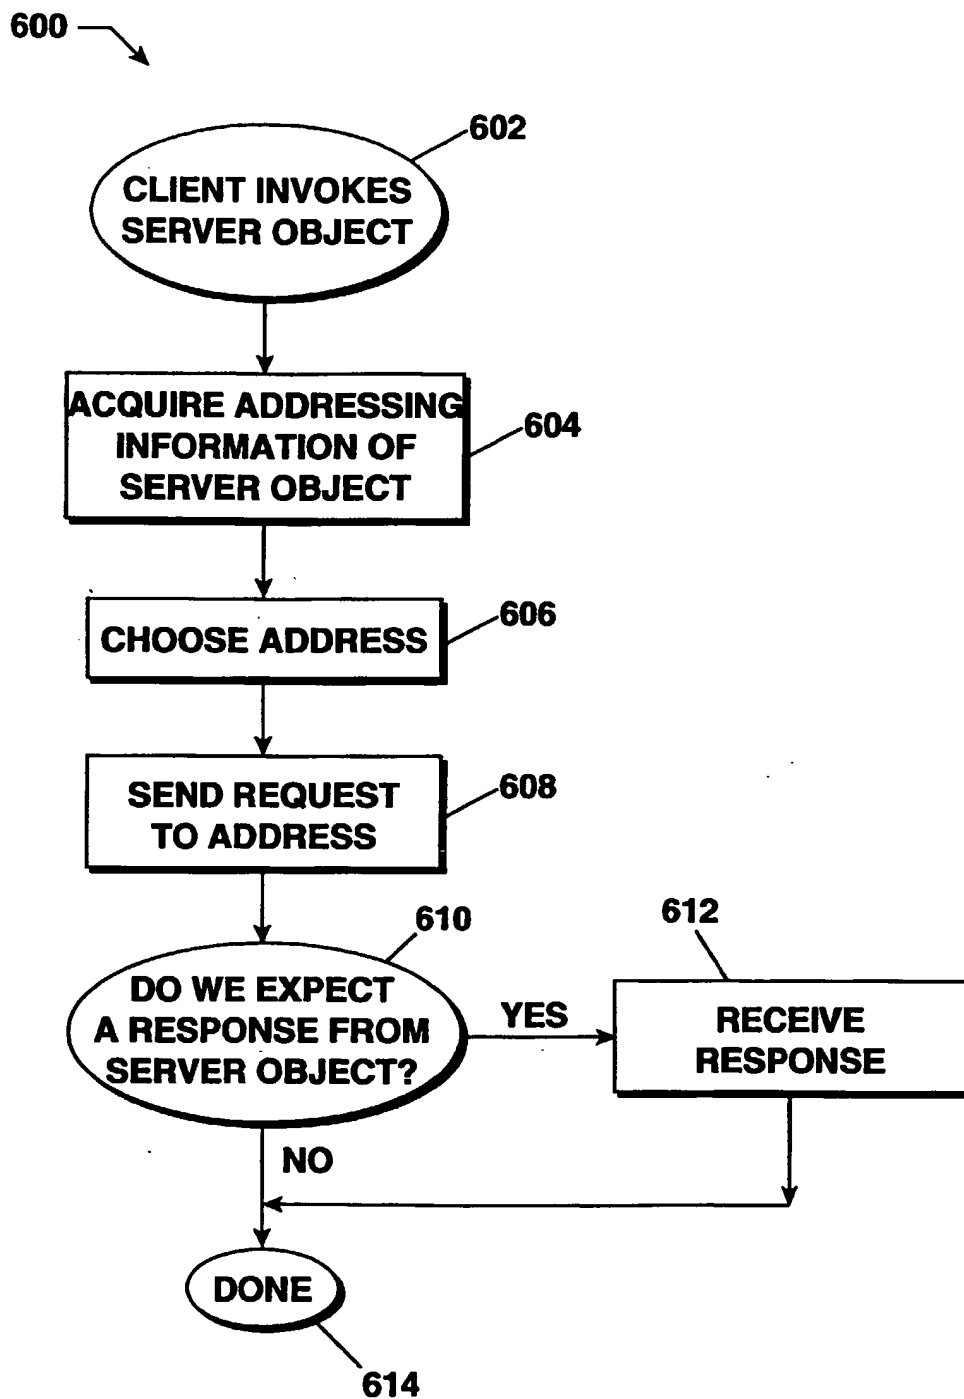 600
602
CLIENT INVOKES
SERVER OBJECT
ACQUIRE ADDRESSING
INFORMATION OF
SERVER OBJECT
604
CHOOSE ADDRESS
606
SEND REQUEST
TO ADDRESS
608
610
DO WE EXPECT
A RESPONSE FROM
SERVER OBJECT?
YES
612
RECEIVE
RESPONSE
NO
DONE
614